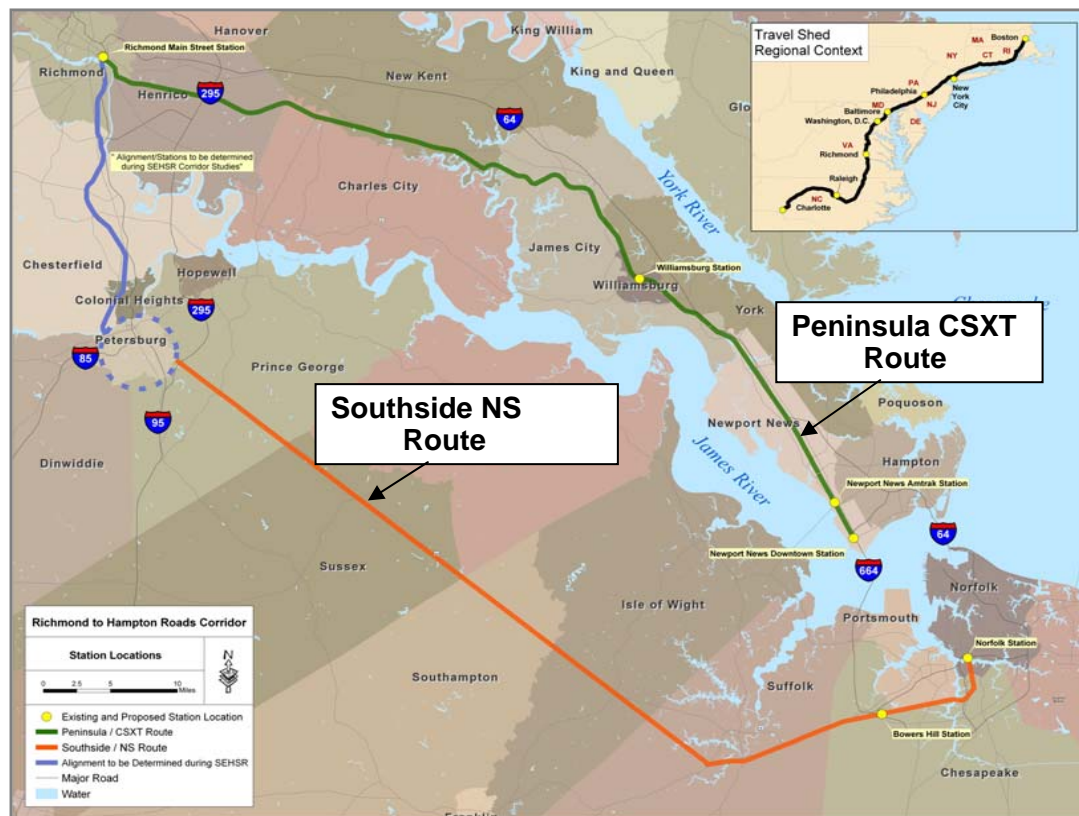 Hanover
King William
Richmond Main Street Station
King and Queen
Richmond
New Kent
295
Henrico
64
" Alignment/Stations to be determined
during SEHSR Corridor Studies"
Charles City
York River
James City
Chesterfield
Hopewell
Williamsburg Station
Colonial Heights
Williamsburg
295
York
Petersburg
85
Prince George
Peninsula CSXT
Route
Poquoson
Southside NS
Route
95
Newport News
Dinwiddie
James River
Hampton
Newport News Amtrak Station
64
Newport News Downtown Station
664
Sussex
Norfolk
Isle of Wight
Portsmouth
Norfolk Station
Southampton
Suffolk
Bowers Hill Station
Chesapeake
Franklin
Travel Shed
Regional Context
MA
Boston
NY
CT
RI
PA
Philadelphia
New
York
City
NJ
MD
Baltimore
Washington, D.C.
DE
VA
Richmond
Raleigh
NC
Charlotte
Richmond to Hampton Roads Corridor
Station Locations
N
0 2.5 5 10
Miles
Existing and Proposed Station Location
Peninsula / CSXT Route
Southside / NS Route
Alignment to be Determined during SEHSR
Major Road
Water